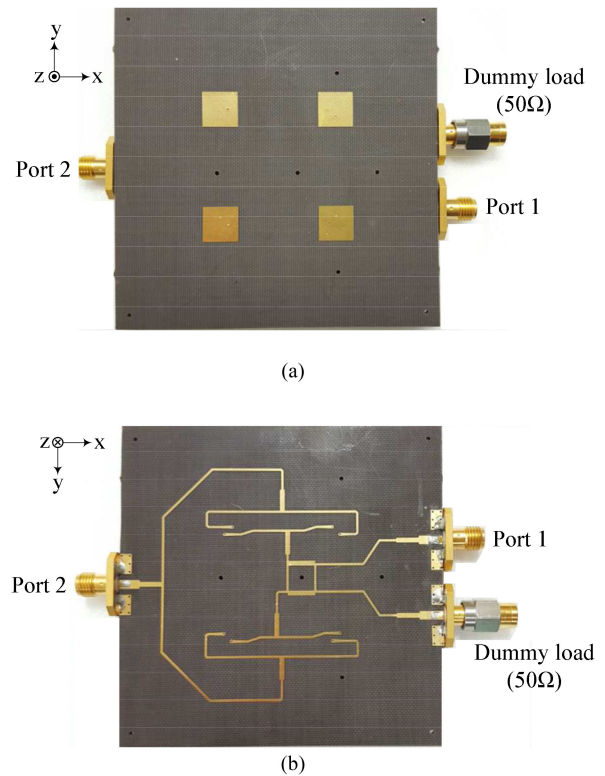 y
z x
Dummy load
(50Ω)
Port 2
Port 1
(a)
z x
y
Port 1
Port 2
Dummy load
(50Ω)
(b)